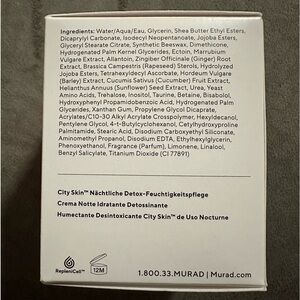 Ingredients: Water/Aqua/Eau, Glycerin, Shea Butter Ethyl Esters,
Dicaprylyl Carbonate, Isodecyl Neopentanoate, Jojoba Esters,
Glyceryl Stearate Citrate, Synthetic Beeswax, Dimethicone,
Hydrogenated Palm Kernel Glycerides, Ectoin, Marrubium
Vulgare Extract, Allantoin, Zingiber Officinale (Ginger) Root
Extract, Brassica Campestris (Rapeseed) Sterols, Hydrolyzed
Jojoba Esters, Tetrahexyldecyl Ascorbate, Hordeum Vulgare
(Barley) Extract, Cucumis Sativus (Cucumber) Fruit Extract,
Helianthus Annuus (Sunflower) Seed Extract, Urea, Yeast
Amino Acids, Trehalose, Inositol, Taurine, Betaine, Bisabolol,
Hydroxyphenyl Propamidobenzoic Acid, Hydrogenated Palm
Glycerides, Xanthan Gum, Propylene Glycol Dicaprate,
Acrylates/C10-30 Alkyl Acrylate Crosspolymer, Hexyldecanol,
Pentylene Glycol, 4-t-Butylcyclohexanol, Cetylhydroxyproline
Palmitamide, Stearic Acid, Disodium Carboxyethyl Siliconate,
Aminomethyl Propanol, Disodium EDTA, Ethylhexylglycerin,
Phenoxyethanol, Fragrance (Parfum), Limonene, Linalool,
Benzyl Salicylate, Titanium Dioxide (CI 77891)
City Skin™ Nächtliche Detox-Feuchtigkeitspflege
Crema Notte Idratante Detossinante
Humectante Desintoxicante City Skin™ de Uso Nocturne
RepleniCell™
12M
1.800.33.MURAD | Murad.com